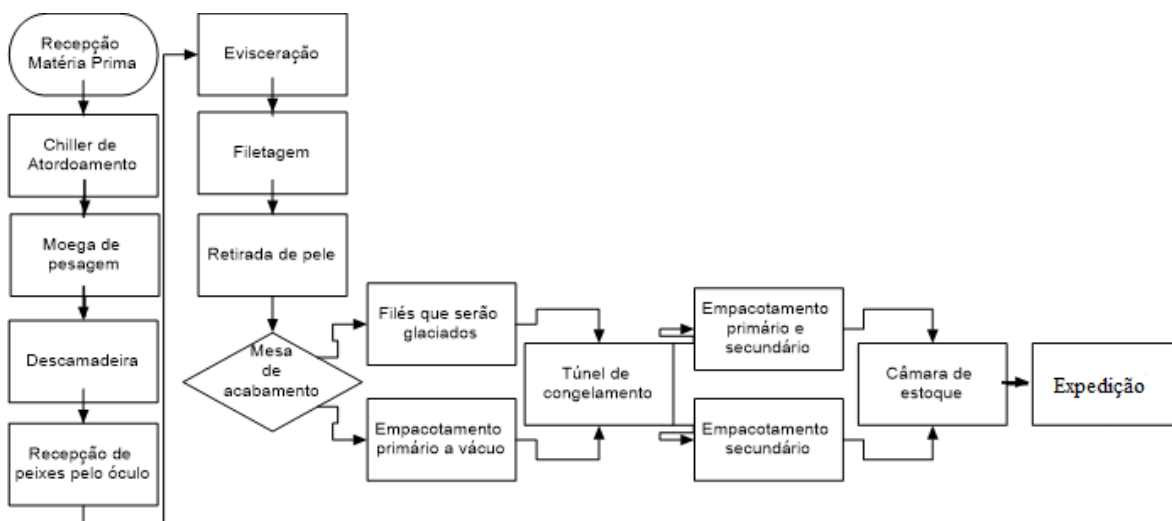 Recepção
Matéria Prima
Chiller de
Atordoamento
Moega de
pesagem
Descamadeira
Recepção de
peixes pelo óculo
Evisceração
Filetagem
Retirada de pele
Mesa
de
acabamento
Filés que serão
glaciados
Empacotamento
primário a vácuo
Túnel de
congelamento
Empacotamento
primário e
secundário
Empacotamento
secundário
Câmara de
estoque
Expedição